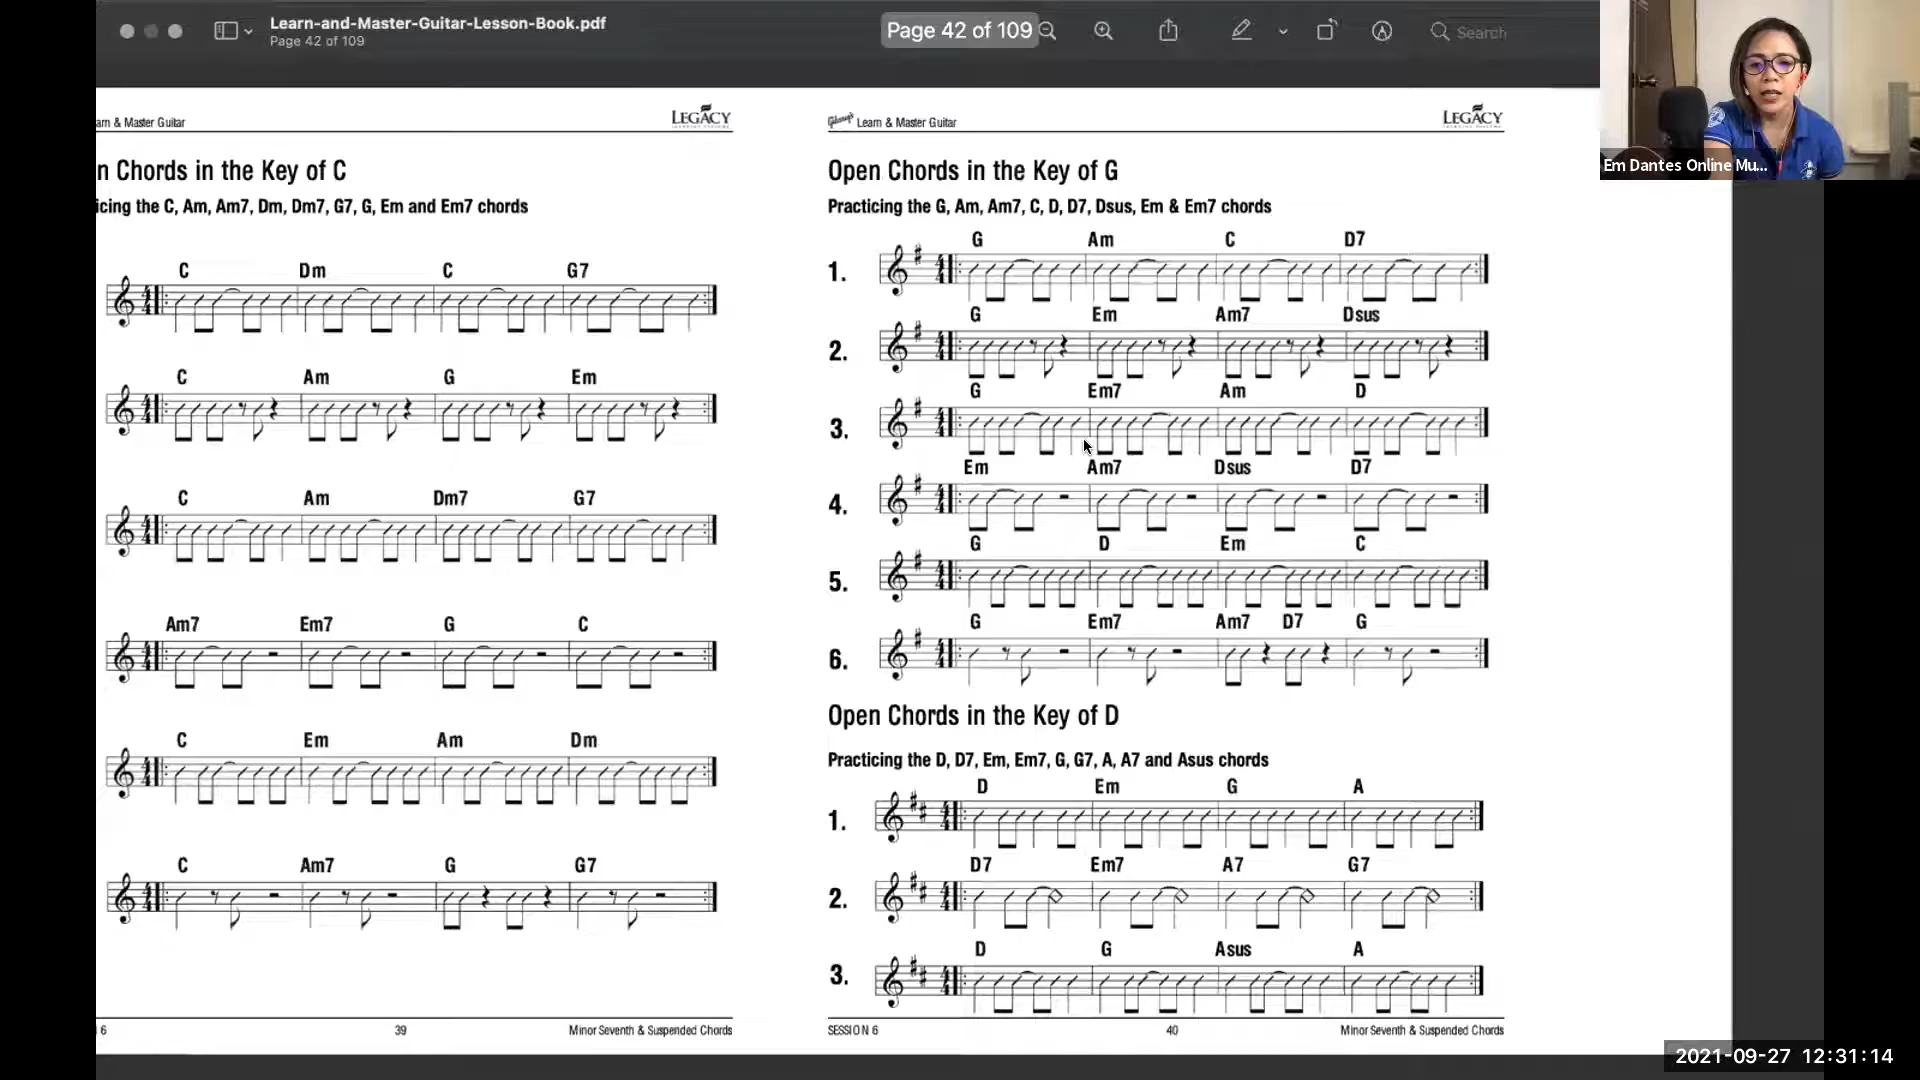 Learn-and-Master-Guitar-Lesson-Book.pdf
Page 42 of 109
Page 42 of 109
Search
Em Dantes Online Mu...
arn & Master Guitar
LEGACY
n Chords in the Key of C
icing the C, Am, Am7, Dm, Dm7, G7, G, Em and Em7 chords
C Dm C G7
C Am G Em
C Am Dm7 G7
Am7 Em7 G C
C Em Am Dm
C Am7 G G7
6 39 Minor Seventh & Suspended Chords
Learn & Master Guitar
LEGACY
Open Chords in the Key of G
Practicing the G, Am, Am7, C, D, D7, Dsus, Em & Em7 chords
G Am C D7
1.
G Em Am7 Dsus
2.
G Em7 Am D
3.
Em Am7 Dsus D7
4.
G D Em C
5.
G Em7 Am7 D7 G
6.
Open Chords in the Key of D
Practicing the D, D7, Em, Em7, G, G7, A, A7 and Asus chords
D Em G A
1.
D7 Em7 A7 G7
2.
D G Asus A
3.
SESSION 6 40 Minor Seventh & Suspended Chords
2021-09-27 12:31:14